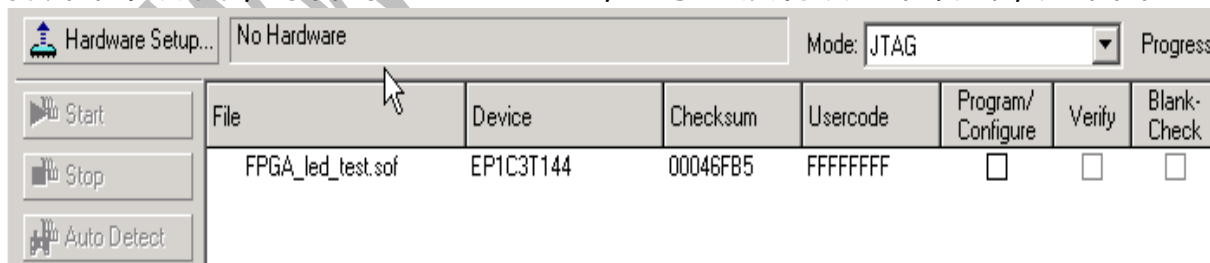 Hardware Setup... No Hardware Mode: JTAG Progress
Start File Device Checksum Usercode Program/ Configure Verify Blank- Check
FPGA_led_test.sof EP1C3T144 00046FB5 FFFFFFFF
Stop
Auto Detect